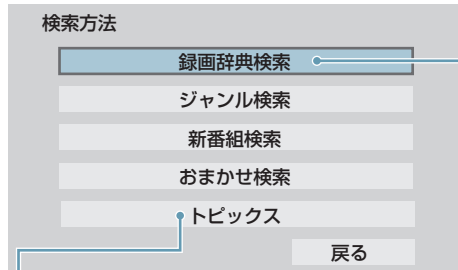 検索方法
録画辞典検索
ジャンル検索
新番組検索
おまかせ検索
トピックス
戻る